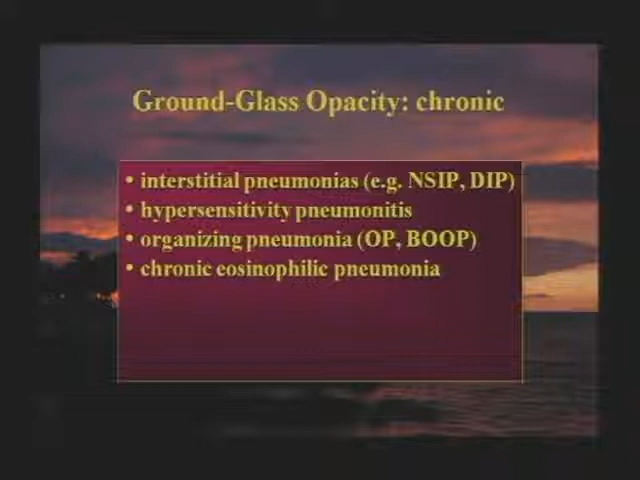 Ground-Glass Opacity: chronic
• interstitial pneumonias (e.g. NSIP, DIP)
• hypersensitivity pneumonitis
• organizing pneumonia (OP, BOOP)
• chronic eosinophilic pneumonia